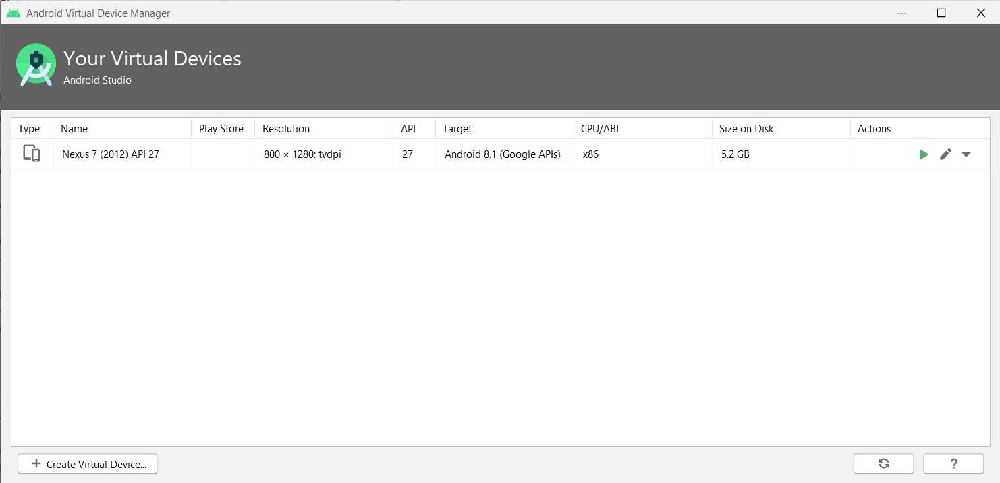 Android Virtual Device Manager
Your Virtual Devices
Android Studio
Type Name Play Store Resolution API Target CPU/ABI Size on Disk Actions
Nexus 7 (2012) API 27 800 × 1280: tvdpi 27 Android 8.1 (Google APIs) x86 5.2 GB
+ Create Virtual Device... ?